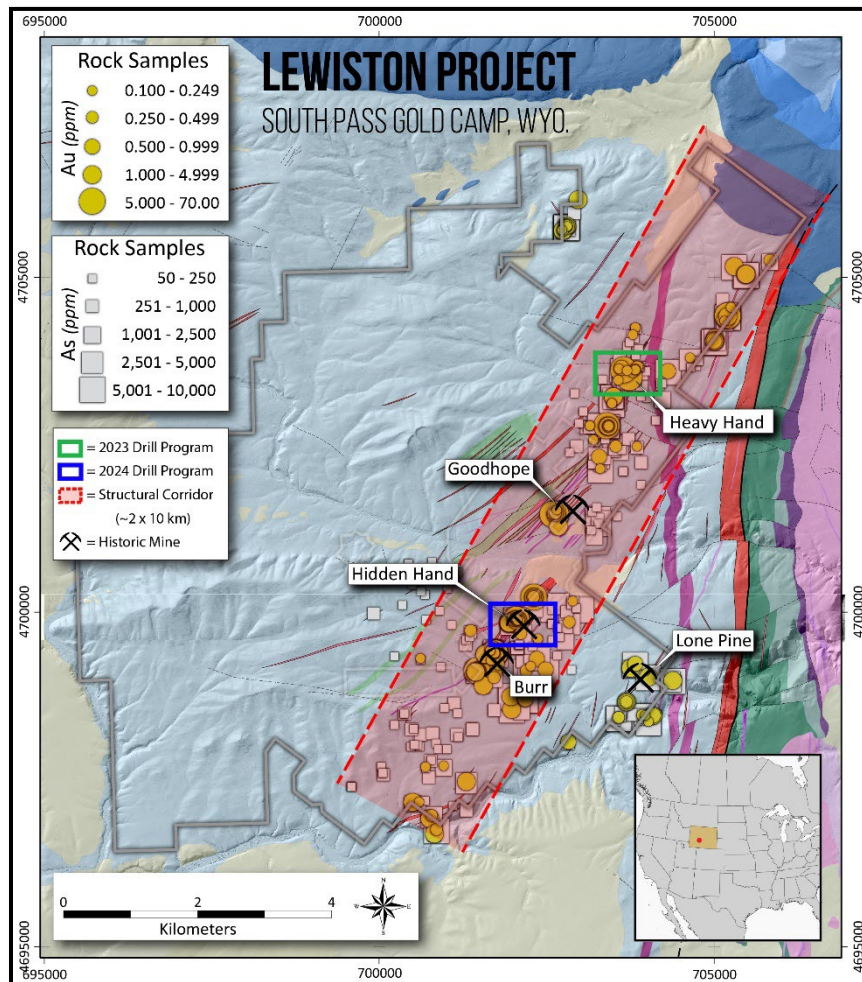 695000
700000
705000
LEWISTON PROJECT
SOUTH PASS GOLD CAMP, WYO.
Rock Samples
Au (ppm)
0.100 - 0.249
0.250 - 0.499
0.500 - 0.999
1.000 - 4.999
5.000 - 70.00
Rock Samples
As (ppm)
50 - 250
251 - 1,000
1,001 - 2,500
2,501 - 5,000
5,001 - 10,000
= 2023 Drill Program
= 2024 Drill Program
= Structural Corridor
(~2 x 10 km)
= Historic Mine
4705000
4705000
Heavy Hand
Goodhope
Hidden Hand
4700000
4700000
Lone Pine
Burr
N
W
E
S
0
2
4
Kilometers
4695000
4695000
695000
700000
705000